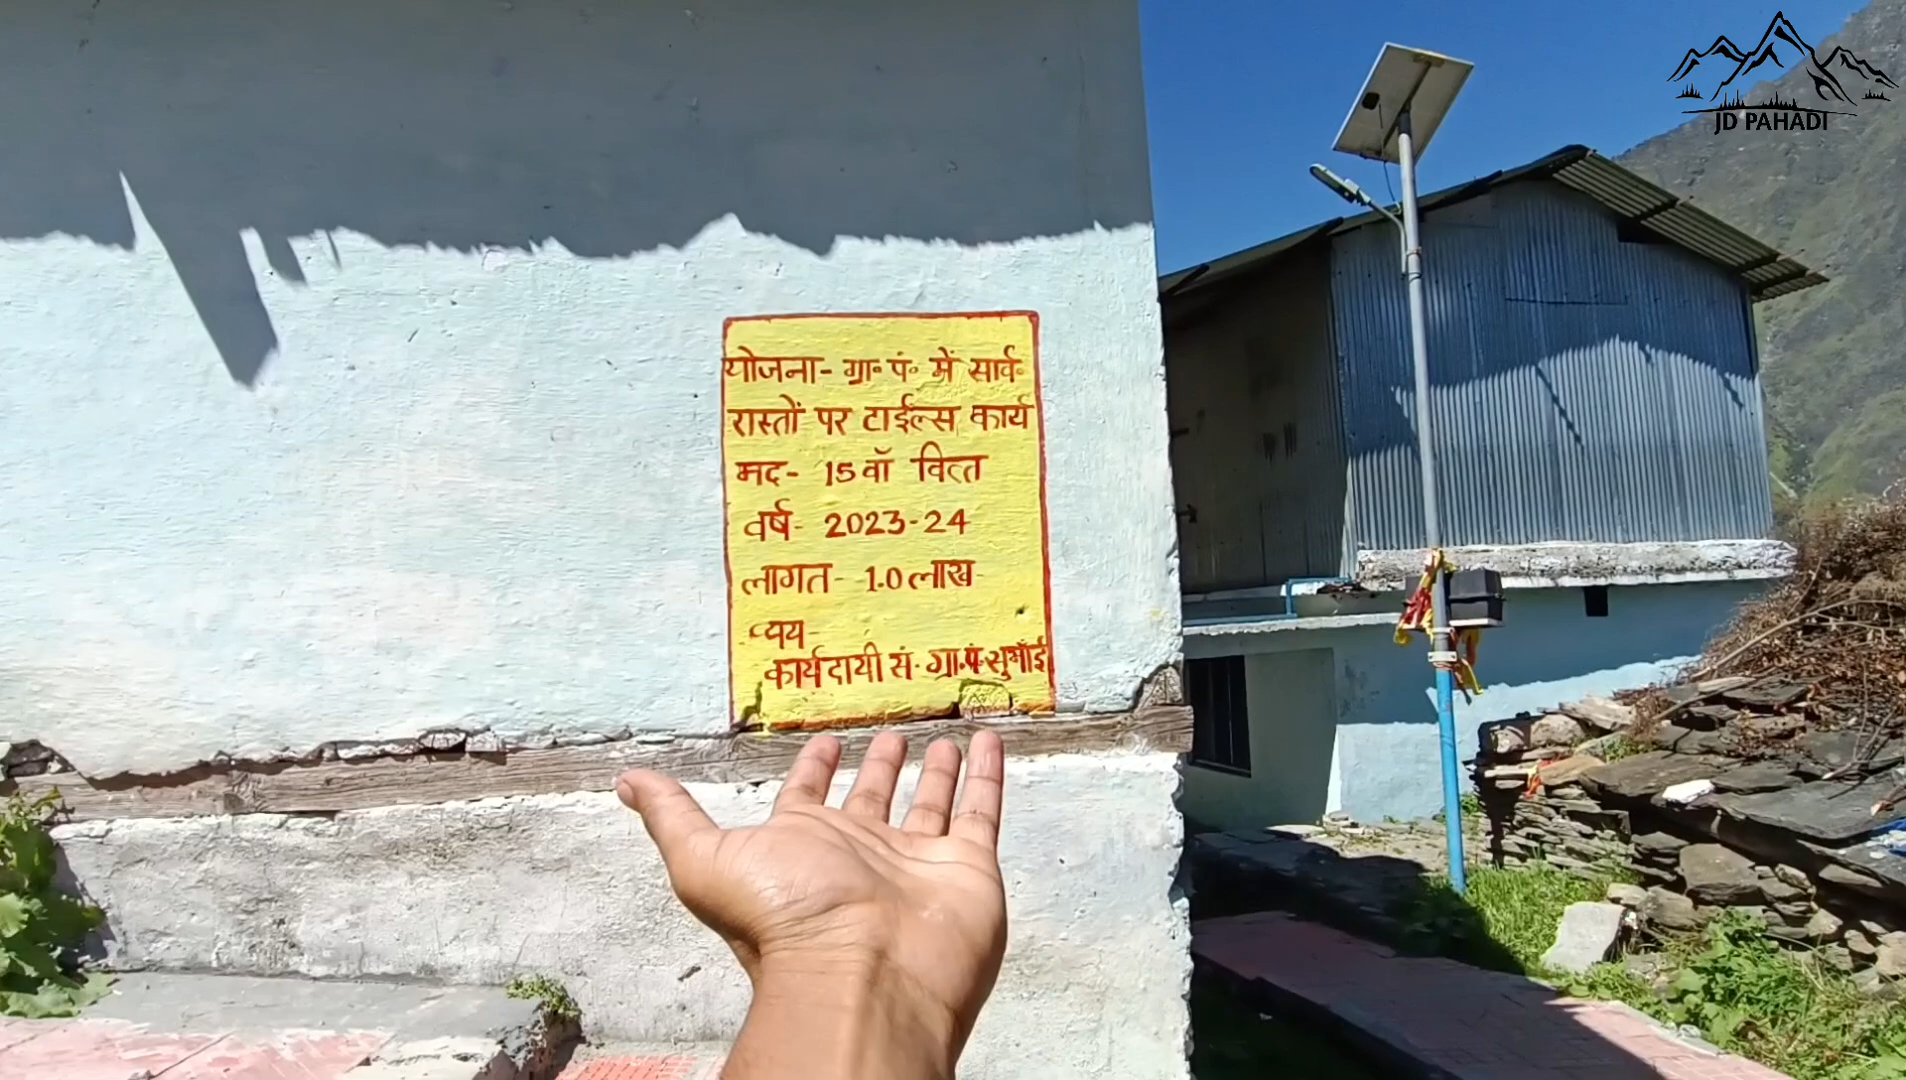 योजना- ग्रा॰ पं॰ में सार्व॰
रास्तों पर टाईल्स कार्य
मद- 15वॉ वित्त
वर्ष- 2023-24
लागत- 1.0 लाख
व्यय-
कार्यदायी सं. ग्रा.पं. सुभाँई
JD PAHADI